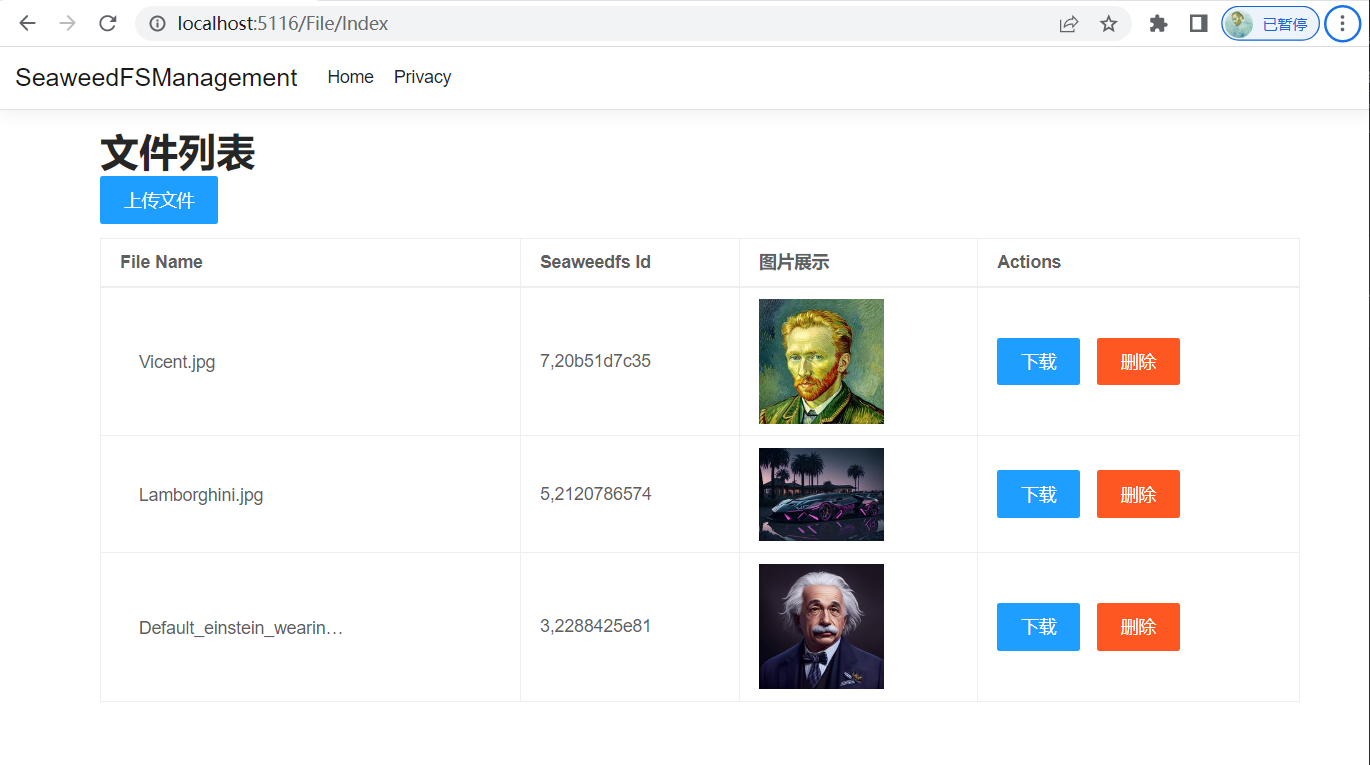 localhost:5116/File/Index
已暂停
SeaweedFSManagement Home Privacy
文件列表
上传文件
File Name Seaweedfs Id 图片展示 Actions
Vicent.jpg 7,20b51d7c35 下载 删除
Lamborghini.jpg 5,2120786574 下载 删除
Default_einstein_wearin… 3,2288425e81 下载 删除